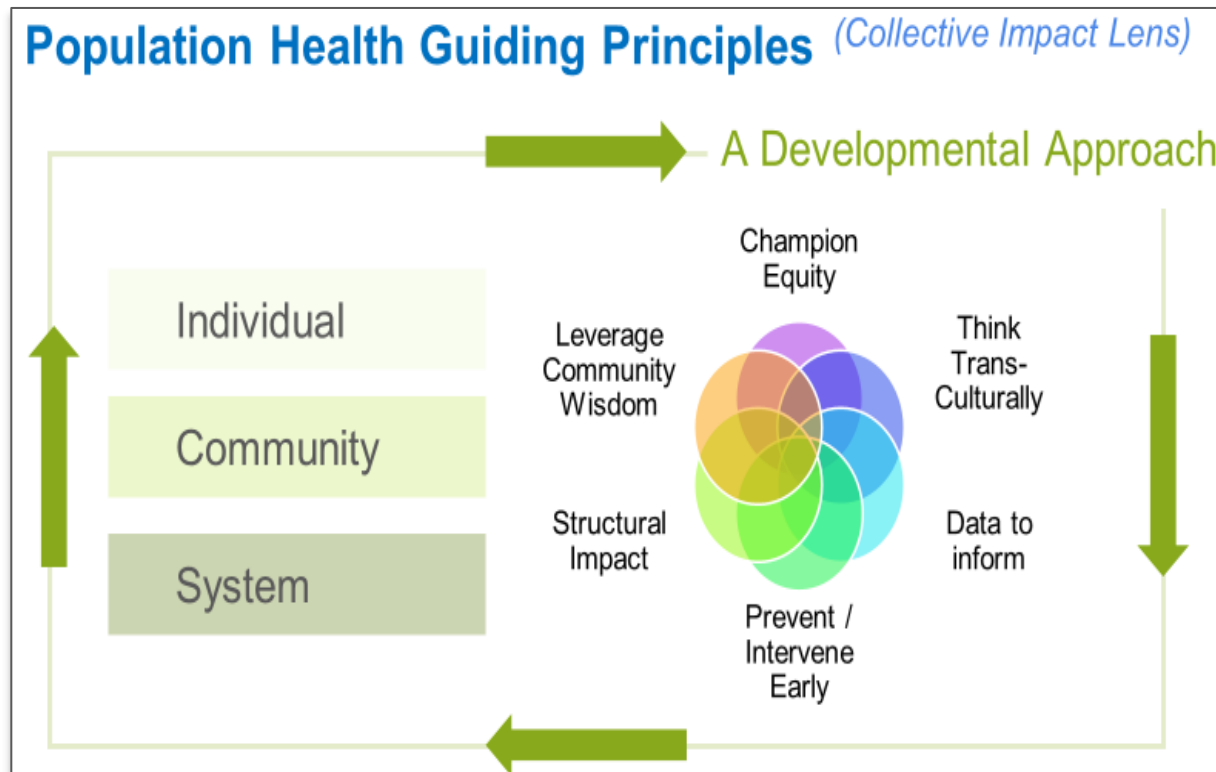 Population Health Guiding Principles (Collective Impact Lens)
A Developmental Approach
Individual
Community
System
Champion
Equity
Think
Trans-
Culturally
Data to
inform
Prevent /
Intervene
Early
Structural
Impact
Leverage
Community
Wisdom